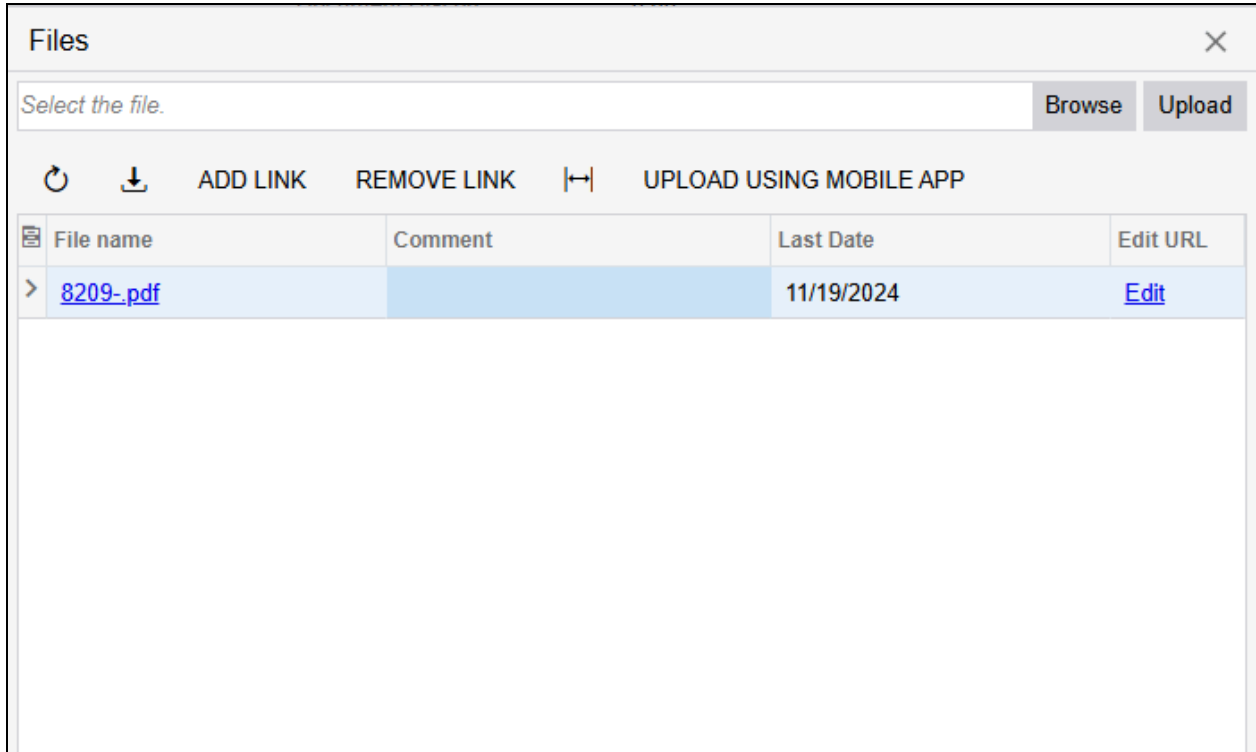 Files
Select the file. Browse Upload
ADD LINK REMOVE LINK UPLOAD USING MOBILE APP
File name Comment Last Date Edit URL
8209-.pdf 11/19/2024 Edit